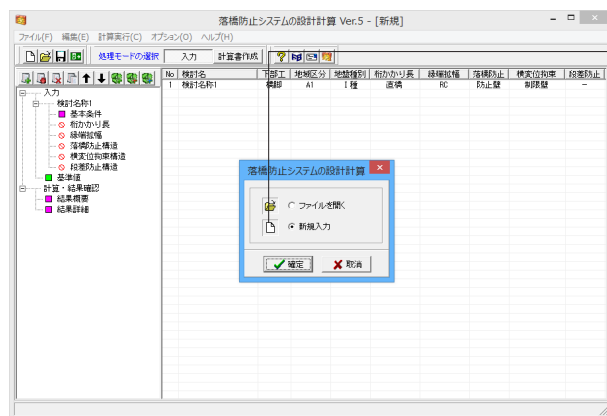 落橋防止システムの設計計算 Ver.5 - [新規]
ファイル(F) 編集(E) 計算実行(C) オプション(O) ヘルプ(H)
処理モードの選択 入力 計算書作成
No 検討名 下部工 地域区分 地盤種別 桁かかり長 縁端拡幅 落橋防止 横変位拘束 段差防止
1 検討名称1 橋脚 A1 I 種 直橋 RC 防止壁 制限壁 -
入力
検討名称1
基本条件
桁かかり長
縁端拡幅
落橋防止構造
横変位拘束構造
段差防止構造
基準値
計算・結果確認
結果概要
結果詳細
落橋防止システムの設計計算
ファイルを開く
新規入力
確定 取消